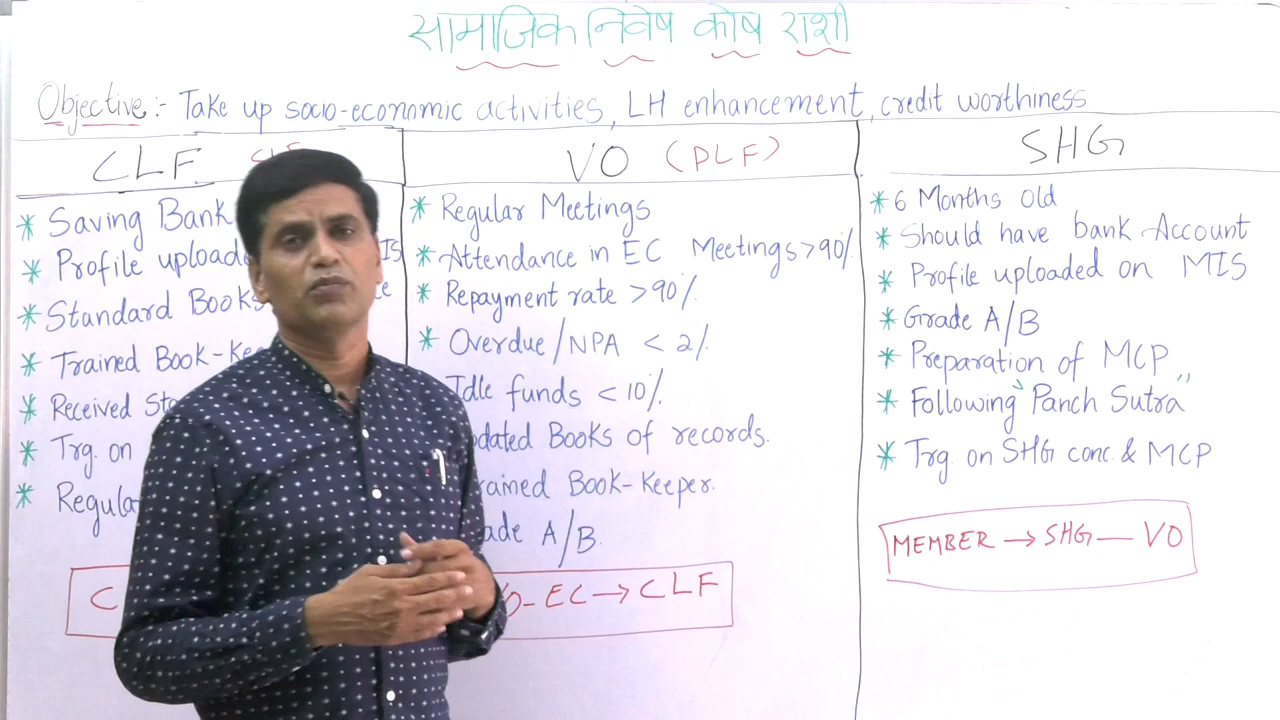 सामाजिक निवेष कोष राशी
Objective :- Take up socio-economic activities, LH enhancement, credit worthiness
CLF
* Saving Bank
* Profile uploade
* Standard Books
* Trained Book-Kee
* Received Sta
* Trg. on
* Regular
C
VO (PLF)
* Regular Meetings
* Attendance in EC Meetings > 90%
* Repayment rate > 90%
* Overdue/NPA < 2%
Idle funds < 10%
dated Books of records.
rained Book-Keeper.
ade A/B
O-EC → CLF
SHG
* 6 Months old
* Should have bank Account
* Profile uploaded on MIS
* Grade A/B
* Preparation of MCP
* Following Panch Sutra
* Trg. on SHG conc. & MCP
MEMBER → SHG — VO